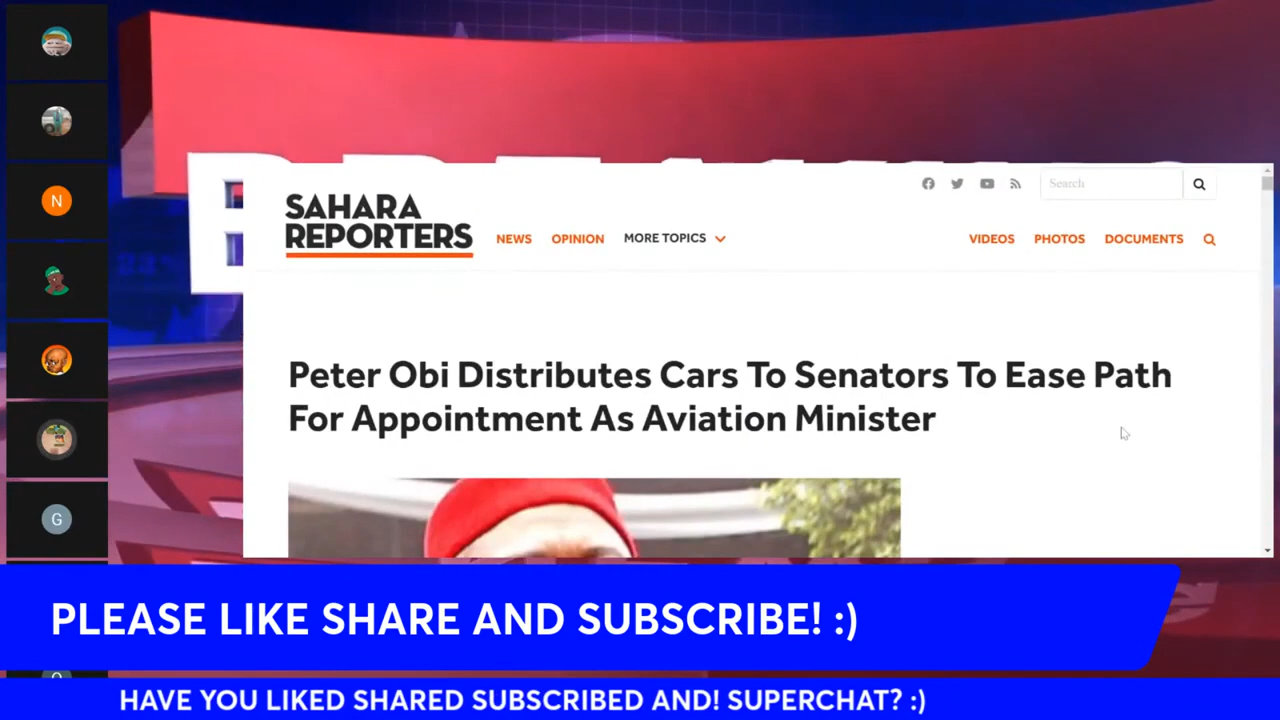 N
G
SAHARA
REPORTERS
NEWS
OPINION
MORE TOPICS
Search
VIDEOS
PHOTOS
DOCUMENTS
Peter Obi Distributes Cars To Senators To Ease Path
For Appointment As Aviation Minister
PLEASE LIKE SHARE AND SUBSCRIBE! :)
HAVE YOU LIKED SHARED SUBSCRIBED AND! SUPERCHAT? :)